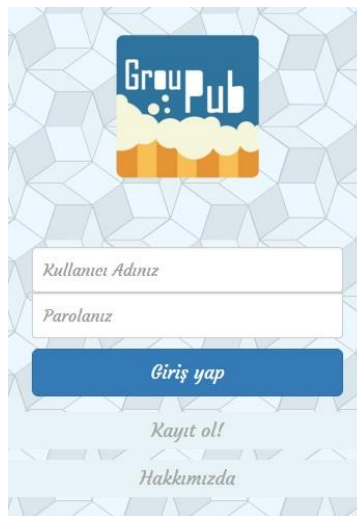 GrouPub
Kullanıcı Adınız
Parolanız
Giriş yap
Kayıt ol!
Hakkımızda